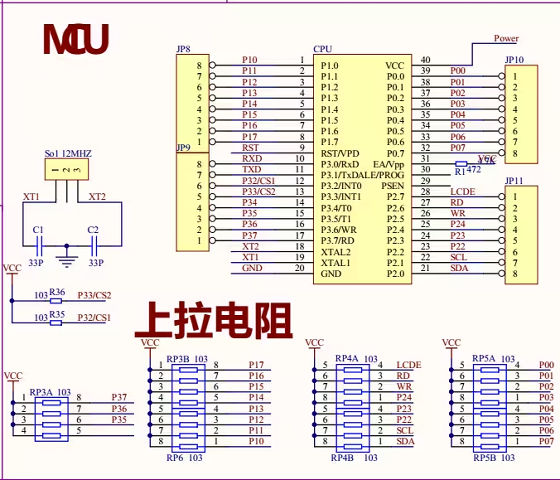 MCU
Power
JP8 CPU
P10 1 P1.0 VCC 40
8 P11 2 P1.1 P0.0 39 P00 JP10
7 P12 3 P1.2 P0.1 38 P01 1
6 P13 4 P1.3 P0.2 37 P02 2
5 P14 5 P1.4 P0.3 36 P03 3
4 P15 6 P1.5 P0.4 35 P04 4
3 P16 7 P1.6 P0.5 34 P05 5
2 P17 8 P1.7 P0.6 33 P06 6
1 RST 9 RST/VPD P0.7 32 P07 7
JP9 RXD 10 P3.0/RxD EA/Vpp 31 VCC 8
8 TXD 11 P3.1/TxDALE/PROG 30 R1 472
7 P32/CS1 12 P3.2/INT0 PSEN 29 JP11
6 P33/CS2 13 P3.3/INT1 P2.7 28 LCDE 1
5 P34 14 P3.4/T0 P2.6 27 RD 2
4 P35 15 P3.5/T1 P2.5 26 WR 3
3 P36 16 P3.6/WR P2.4 25 P24 4
2 P37 17 P3.7/RD P2.3 24 P23 5
1 XT2 18 XTAL2 P2.2 23 P22 6
XT1 19 XTAL1 P2.1 22 SCL 7
GND 20 GND P2.0 21 SDA 8
So1 12MHZ
1 2 3
XT1 XT2
C1 C2
33P 33P
VCC
103 R36 P33/CS2
103 R35 P32/CS1
上拉电阻
VCC
RP3A 103
1 8 P37
2 7 P36
3 6 P35
4 5
VCC
RP3B 103
1 8 P17
2 7 P16
3 6 P15
4 5 P14
5 4 P13
6 3 P12
7 2 P11
8 1 P10
RP6 103
VCC
RP4A 103
5 4 LCDE
6 3 RD
7 2 WR
8 1 P24
5 4 P23
6 3 P22
7 2 SCL
8 1 SDA
RP4B 103
VCC
RP5A 103
5 4 P00
6 3 P01
7 2 P02
8 1 P03
5 4 P04
6 3 P05
7 2 P06
8 1 P07
RP5B 103